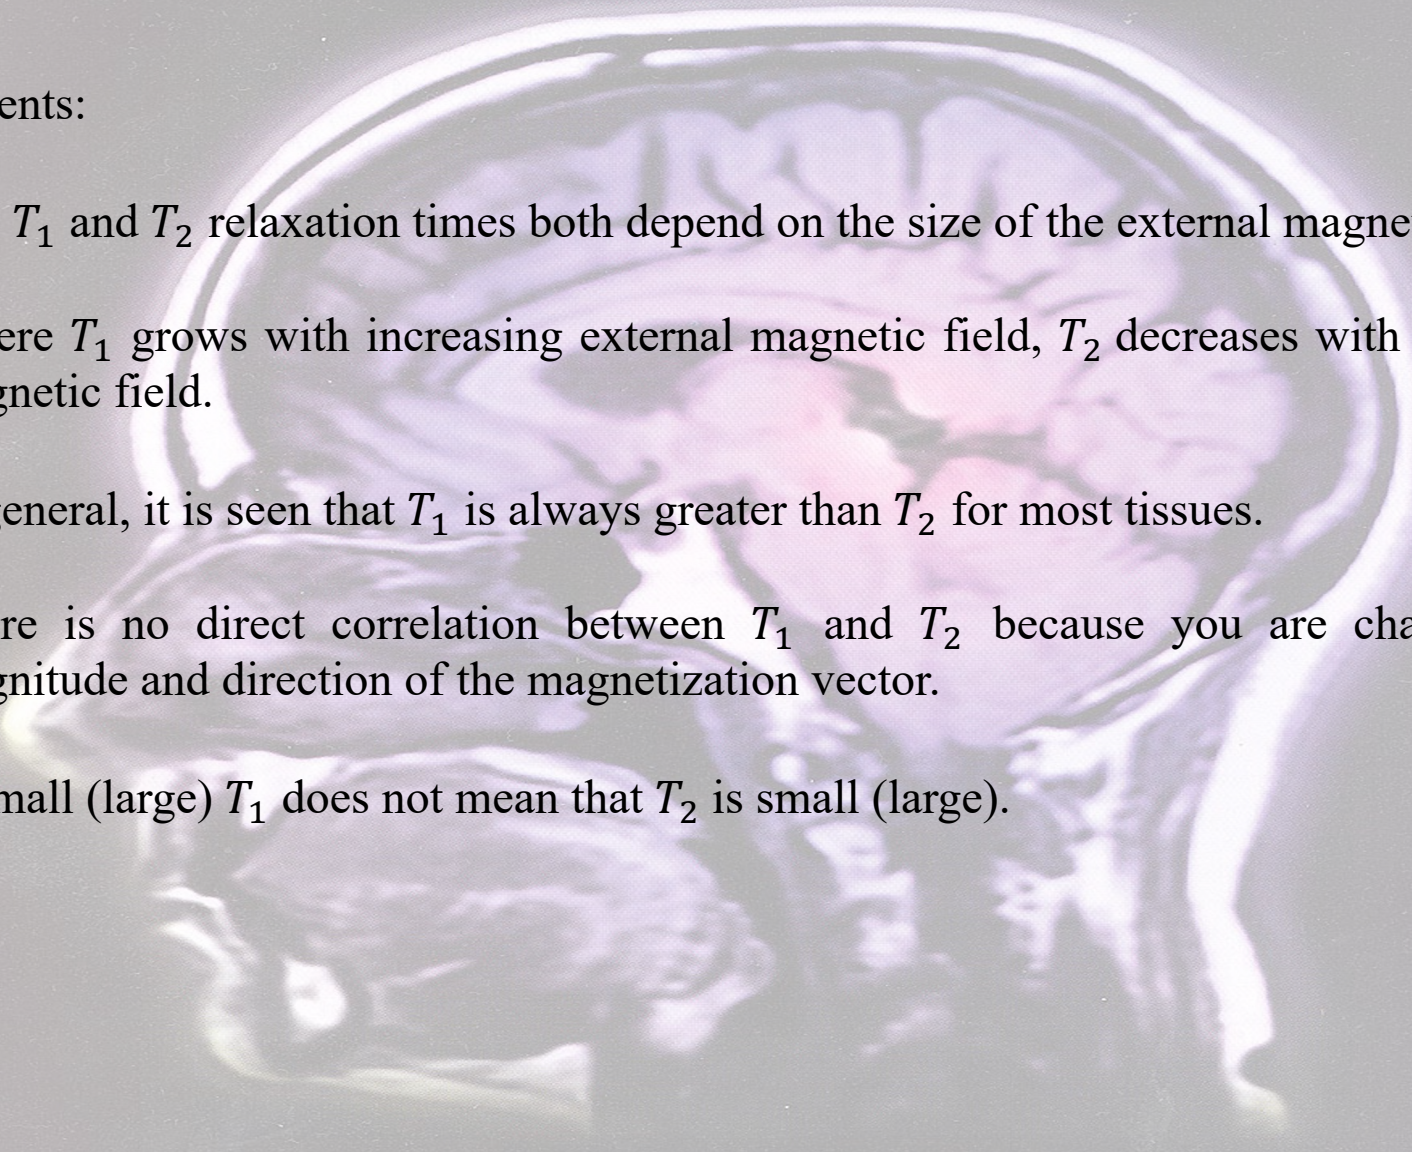 ents:
T₁ and T₂ relaxation times both depend on the size of the external magne
ere T₁ grows with increasing external magnetic field, T₂ decreases with
gnetic field.
general, it is seen that T₁ is always greater than T₂ for most tissues.
re is no direct correlation between T₁ and T₂ because you are cha
gnitude and direction of the magnetization vector.
mall (large) T₁ does not mean that T₂ is small (large).